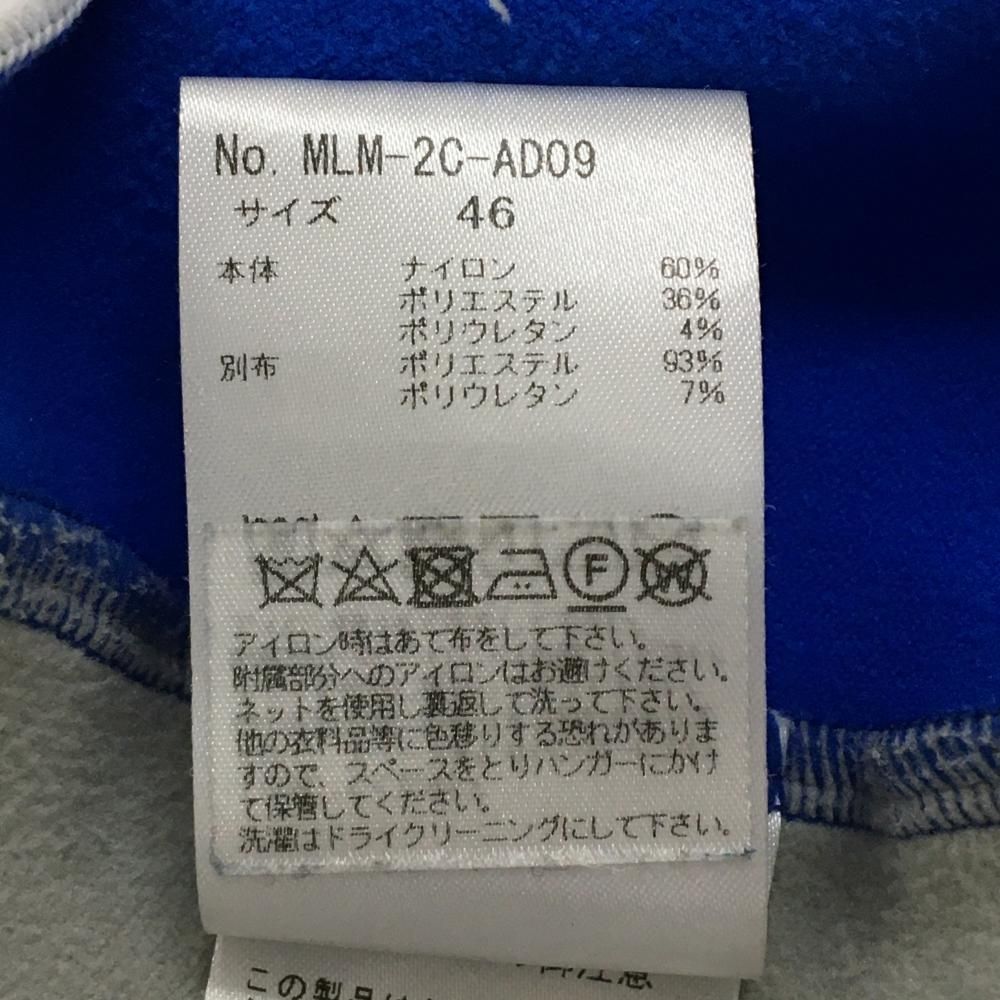 No. MLM-2C-AD09
サイズ 46
本体 ナイロン 60%
ポリエステル 36%
ポリウレタン 4%
別布 ポリエステル 93%
ポリウレタン 7%
F W
アイロン時はあて布をして下さい。
附属部分へのアイロンはお避けください。
ネットを使用し裏返して洗って下さい。
他の衣料品等に色移りする恐れがありま
すので、スペースをとりハンガーにかけ
て保管してください。
洗濯はドライクリーニングにして下さい。
注意
この製品は